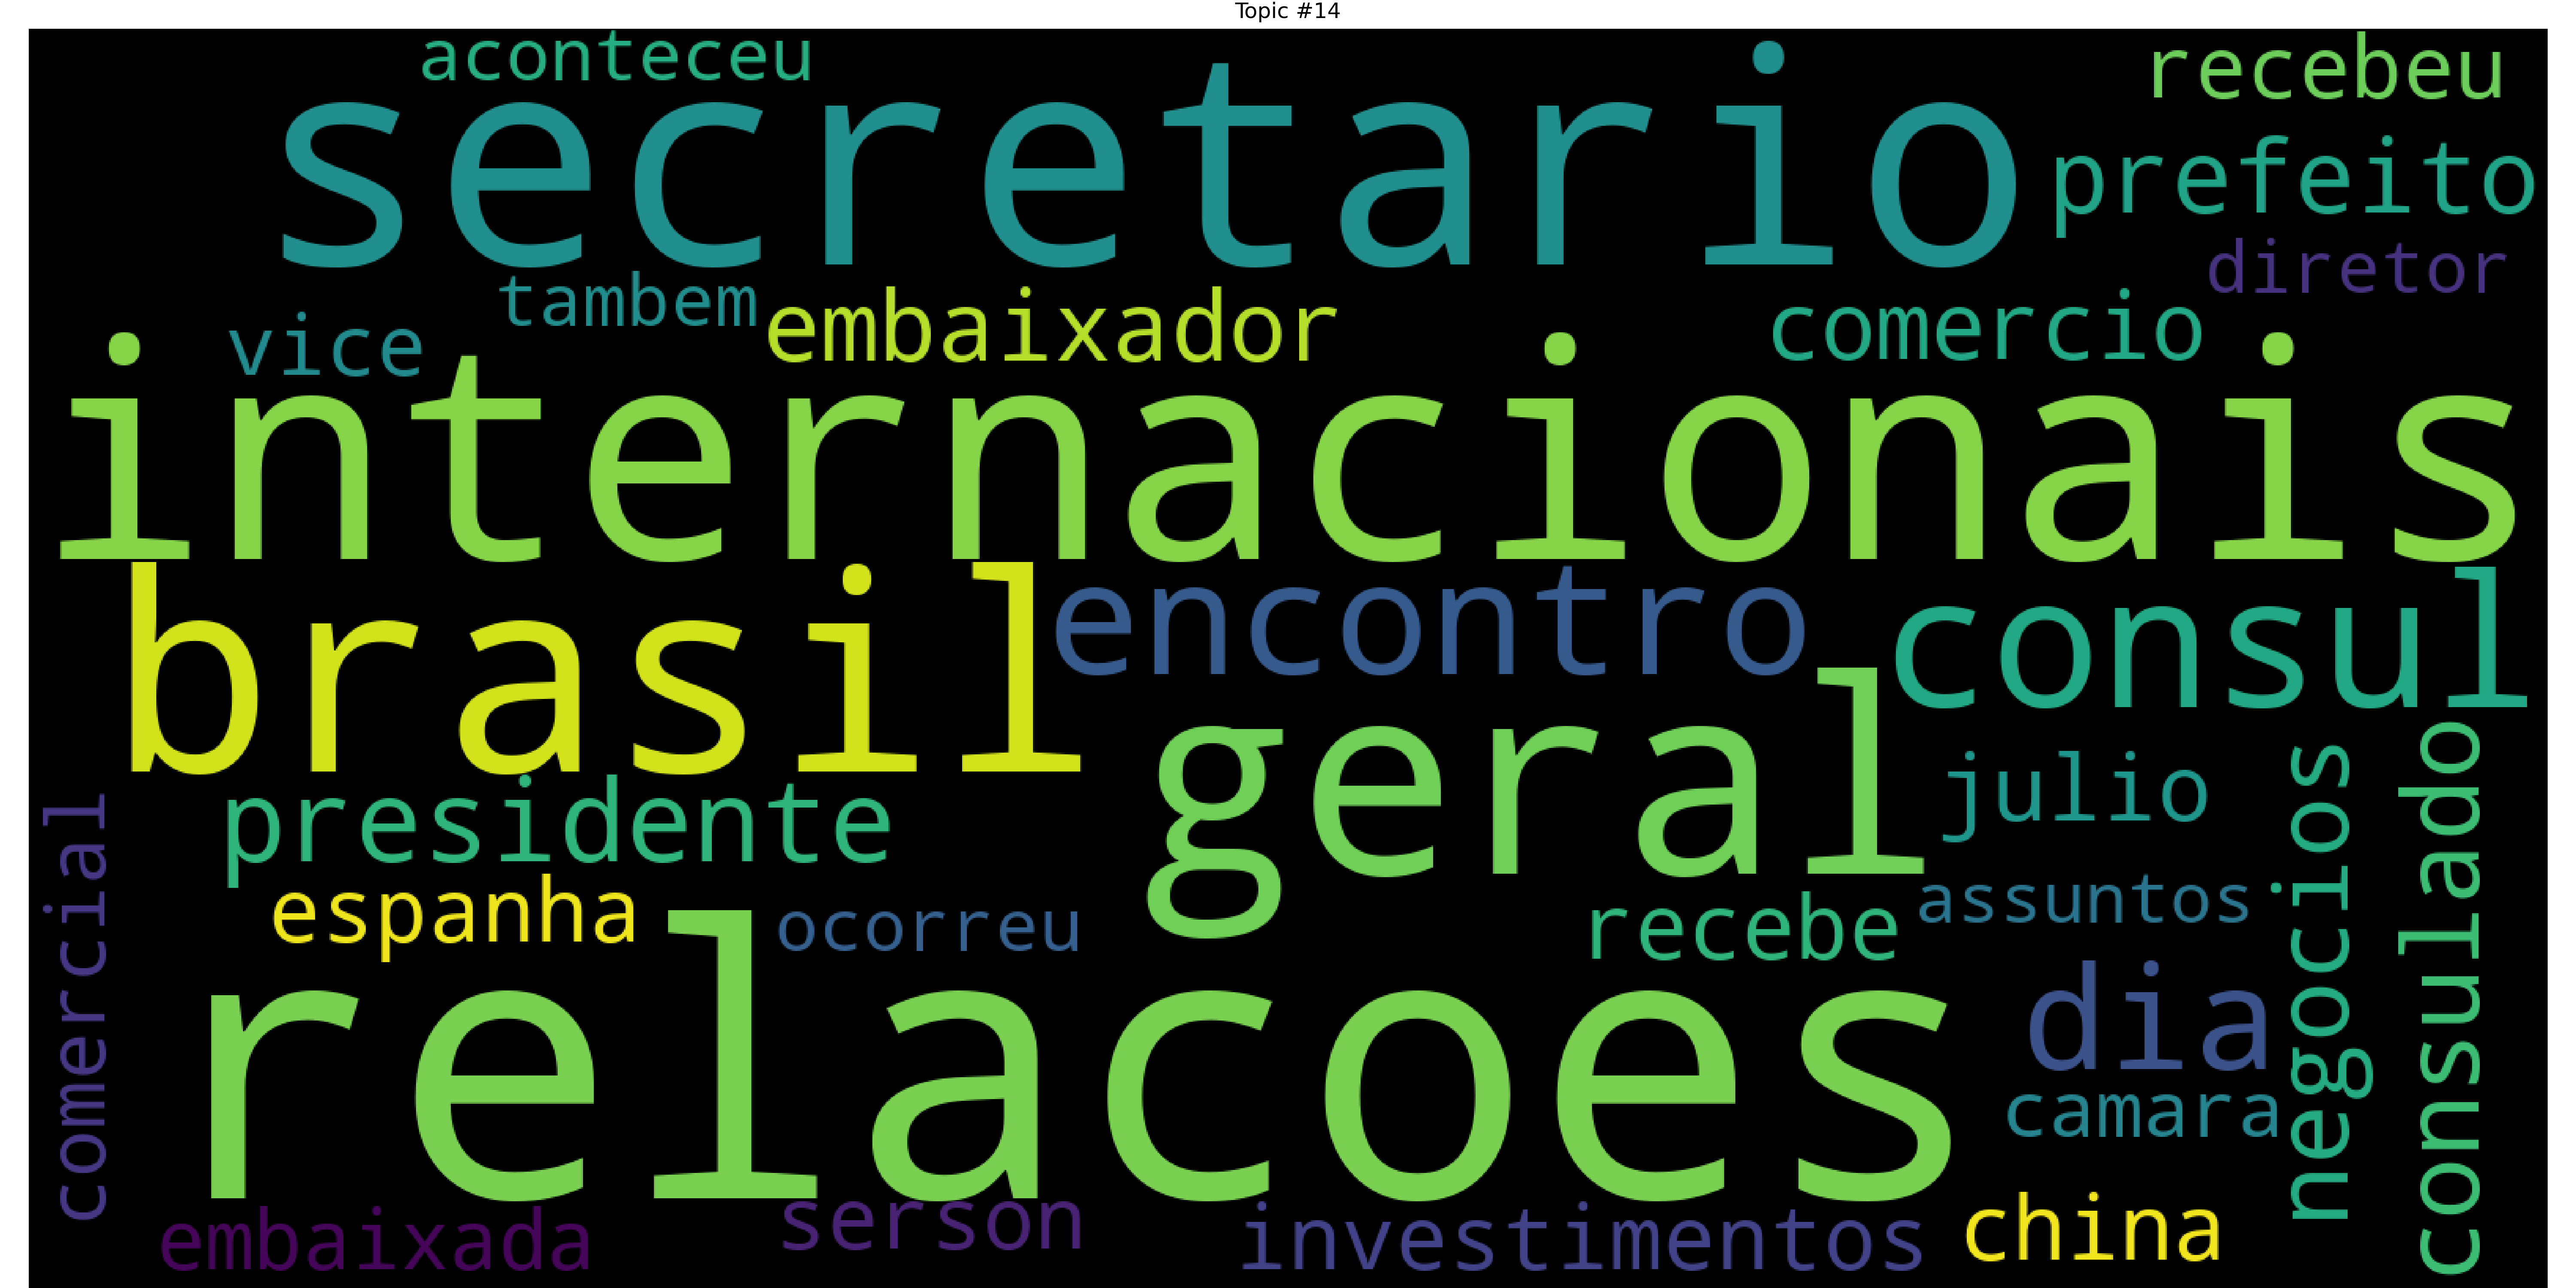 Topic #14
aconteceu
recebeu
secretario
prefeito
diretor
tambem
embaixador
comercio
vice
internacionais
brasil
encontro
consul
geral
julio
presidente
negocios
consulado
comercial
espanha
ocorreu
recebe
assuntos
relacoes
dia
camara
embaixada
serson
investimentos
china